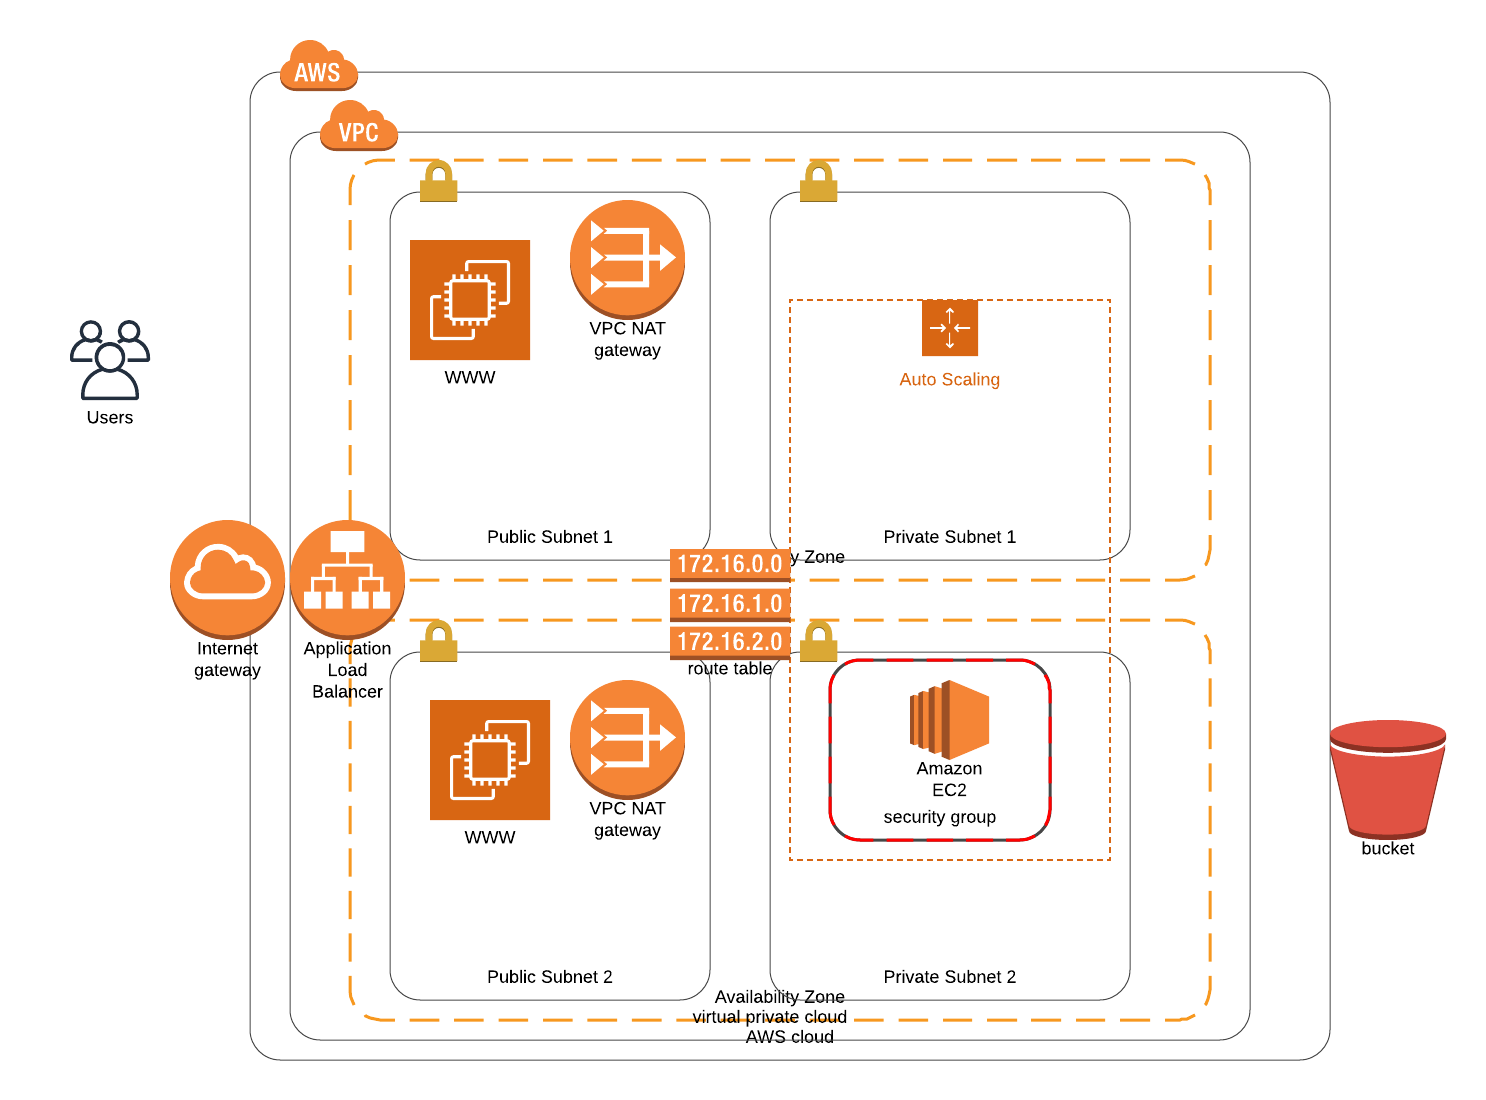 AWS
VPC
WWW
VPC NAT
gateway
Auto Scaling
Users
Public Subnet 1
Private Subnet 1
172.16.0.0
y Zone
172.16.1.0
172.16.2.0
route table
Internet
gateway
Application
Load
Balancer
Amazon
EC2
security group
WWW
VPC NAT
gateway
bucket
Public Subnet 2
Private Subnet 2
Availability Zone
virtual private cloud
AWS cloud